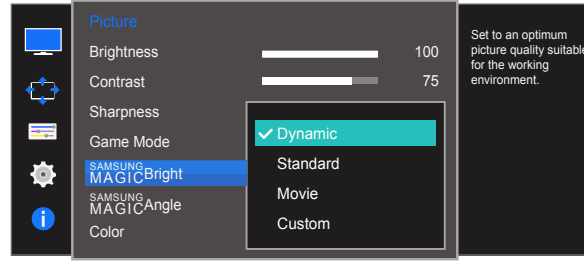 Picture
Brightness 100
Contrast 75
Sharpness
Game Mode
SAMSUNG
MAGICBright
SAMSUNG
MAGICAngle
Color
Dynamic
Standard
Movie
Custom
Set to an optimum
picture quality suitable
for the working
environment.
i